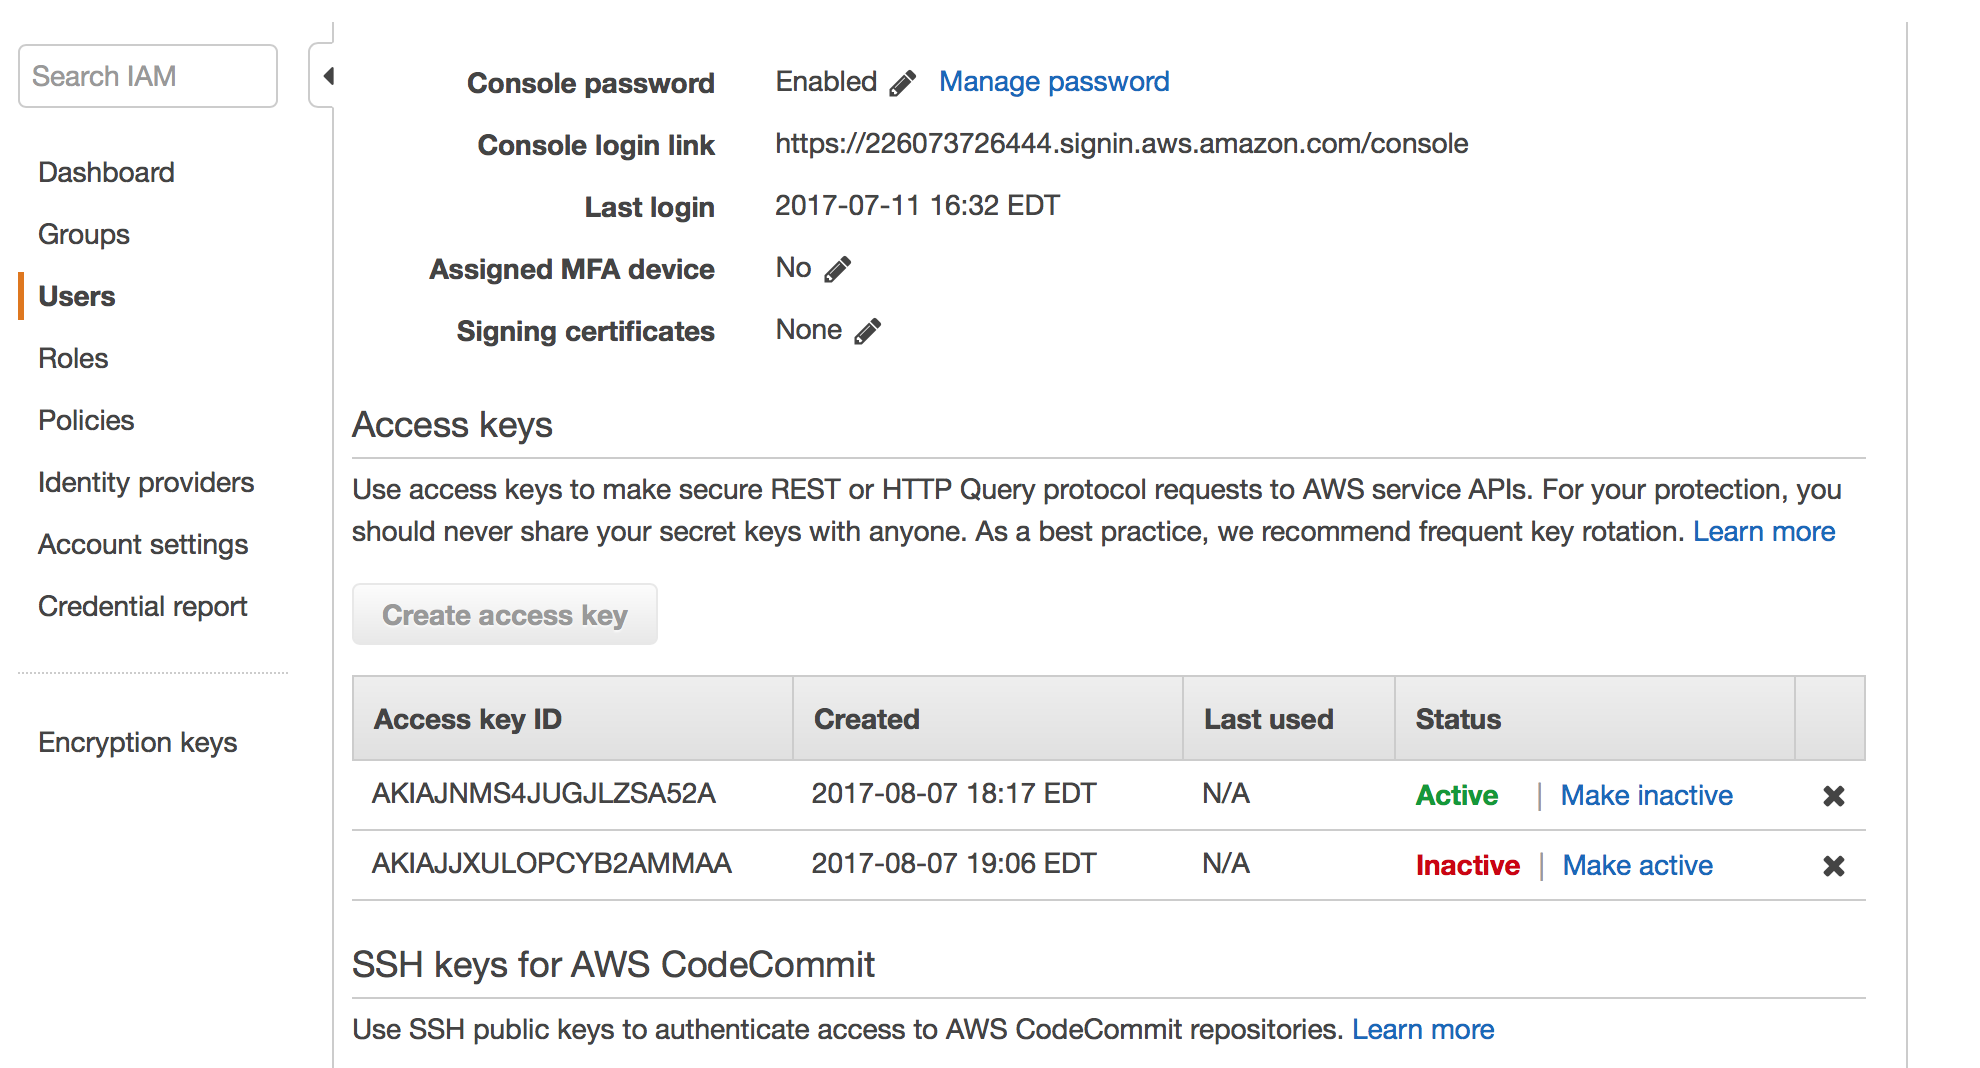 Search IAM
Dashboard
Groups
Users
Roles
Policies
Identity providers
Account settings
Credential report
Encryption keys
Console password Enabled Manage password
Console login link https://226073726444.signin.aws.amazon.com/console
Last login 2017-07-11 16:32 EDT
Assigned MFA device No
Signing certificates None
Access keys
Use access keys to make secure REST or HTTP Query protocol requests to AWS service APIs. For your protection, you
should never share your secret keys with anyone. As a best practice, we recommend frequent key rotation. Learn more
Create access key
Access key ID Created Last used Status
AKIAJNMS4JUGJLZSA52A 2017-08-07 18:17 EDT N/A Active | Make inactive
AKIAJJXULOPCYB2AMMAA 2017-08-07 19:06 EDT N/A Inactive | Make active
SSH keys for AWS CodeCommit
Use SSH public keys to authenticate access to AWS CodeCommit repositories. Learn more